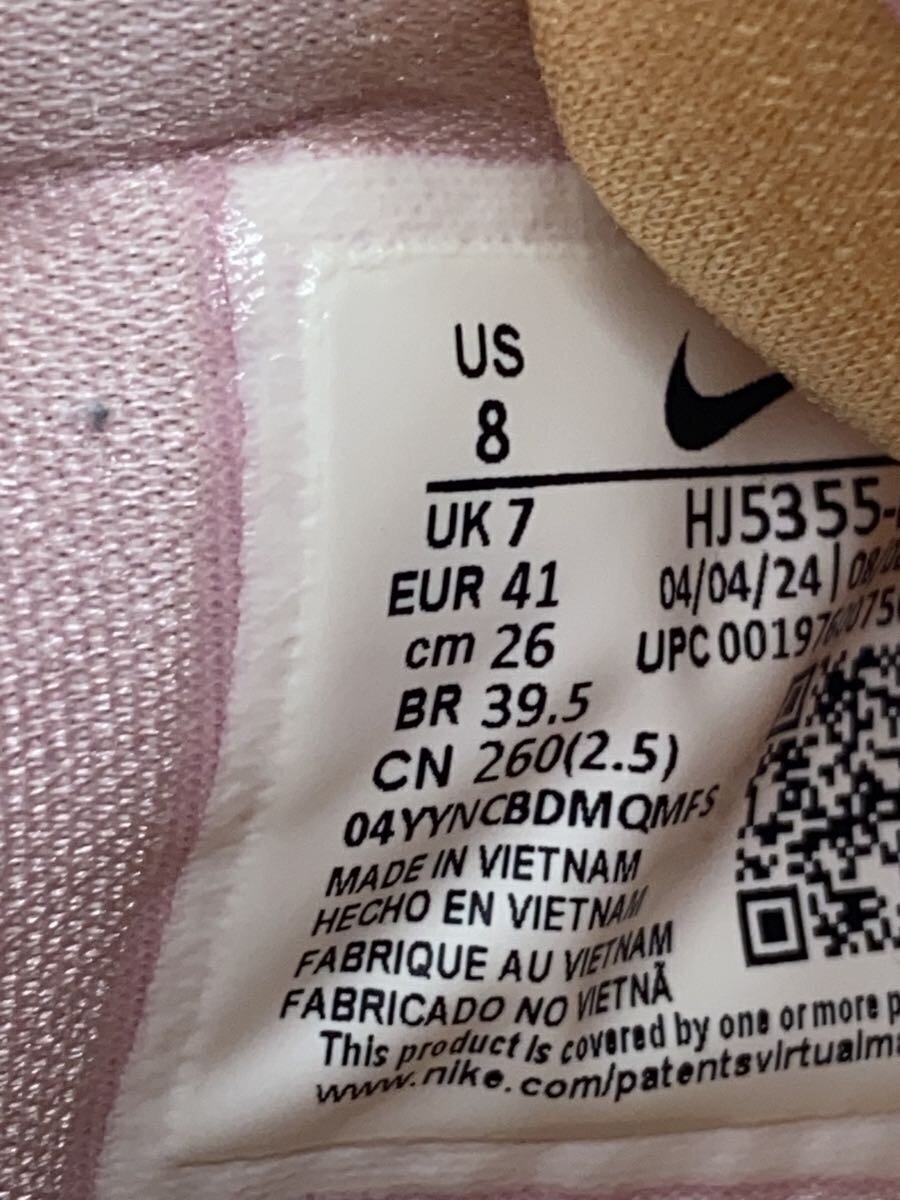 US
8
UK 7
EUR 41
cm 26
BR 39.5
CN 260(2.5)
04YYNCBDMQMFS
HJ5355-
04/04/24 |
UPC
MADE IN VIETNAM
HECHO EN VIETNAM
FABRIQUE AU VIETNAM
FABRICADO NO VIETNÃ
This product is covered by one or more
www.nike.com/patentsvirtualma